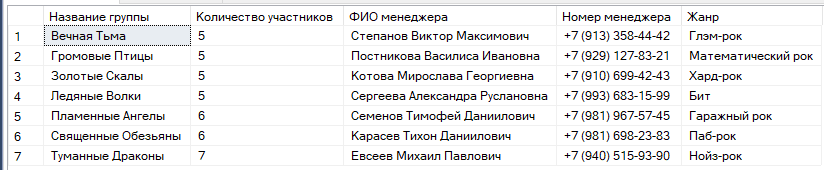 Название группы Количество участников ФИО менеджера Номер менеджера Жанр
1 Вечная Тьма 5 Степанов Виктор Максимович +7 (913) 358-44-42 Глэм-рок
2 Громовые Птицы 5 Постникова Василиса Ивановна +7 (929) 127-83-21 Математический рок
3 Золотые Скалы 5 Котова Мирослава Георгиевна +7 (910) 699-42-43 Хард-рок
4 Ледяные Волки 5 Сергеева Александра Руслановна +7 (993) 683-15-99 Бит
5 Пламенные Ангелы 6 Семенов Тимофей Даниилович +7 (981) 967-57-45 Гаражный рок
6 Священные Обезьяны 6 Карасев Тихон Даниилович +7 (981) 698-23-83 Паб-рок
7 Туманные Драконы 7 Евсеев Михаил Павлович +7 (940) 515-93-90 Нойз-рок